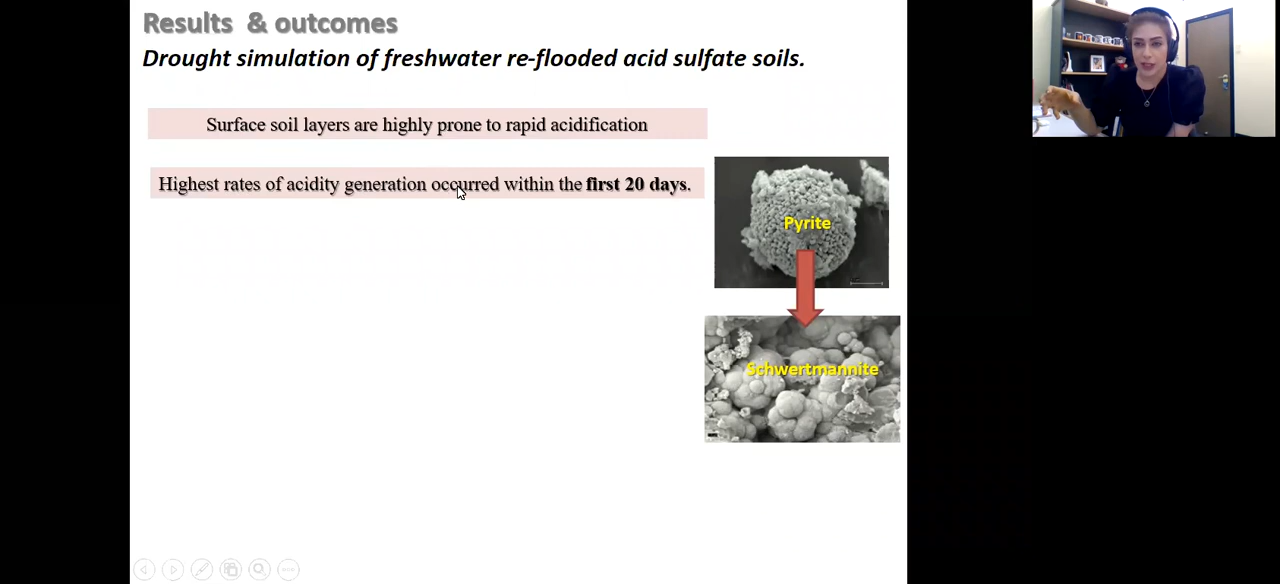 Results & outcomes
Drought simulation of freshwater re-flooded acid sulfate soils.
Surface soil layers are highly prone to rapid acidification
Highest rates of acidity generation occurred within the first 20 days.
Pyrite
Schwertmannite